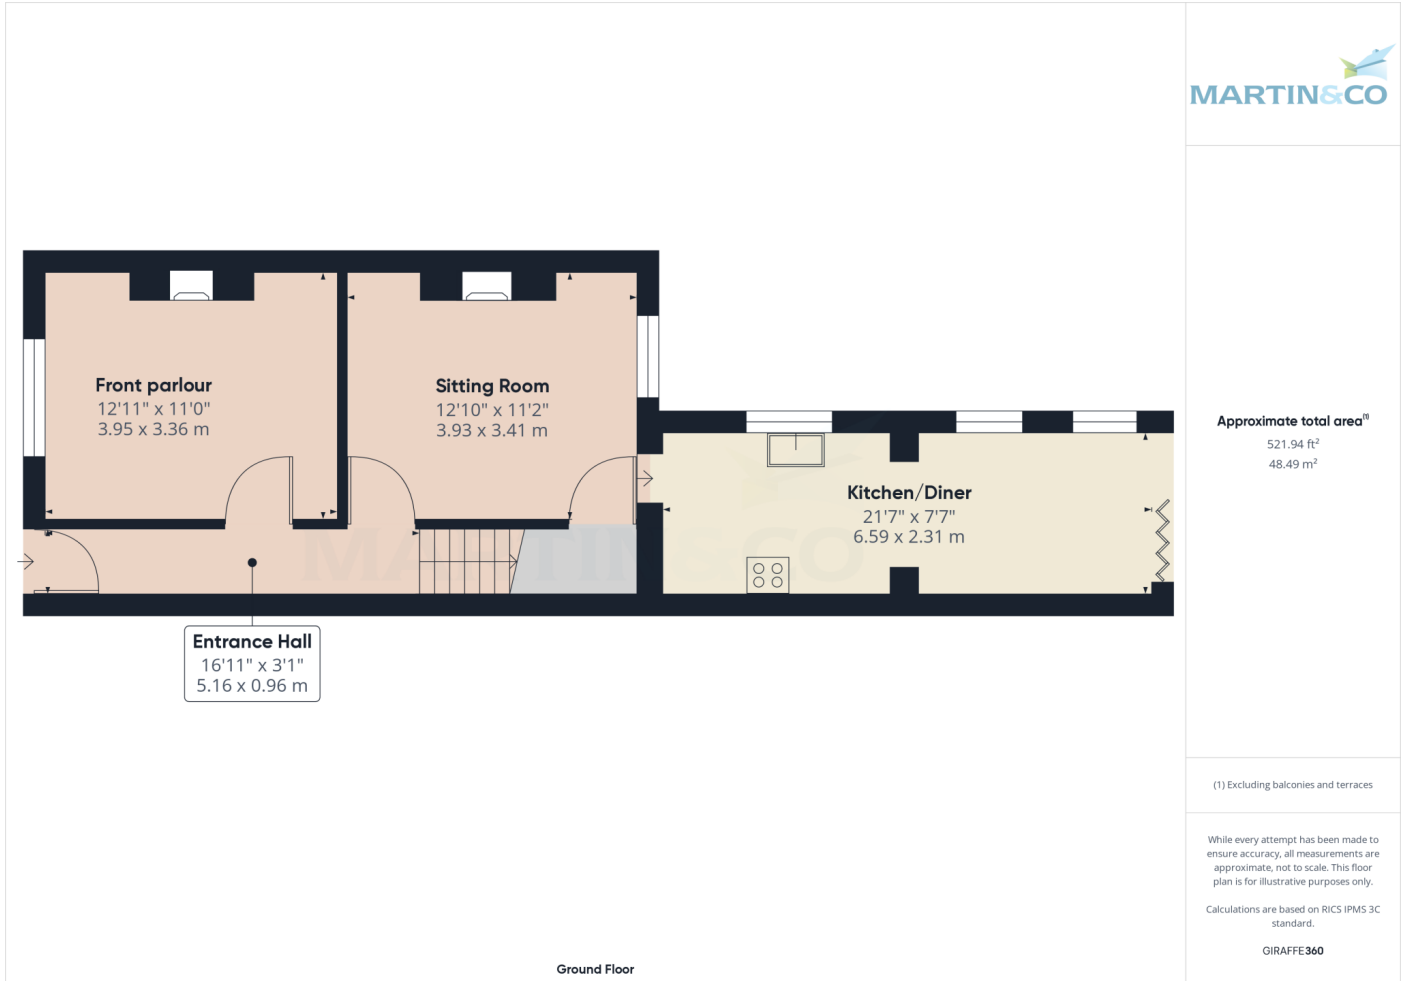 MARTIN&CO
Front parlour
12'11" x 11'0"
3.95 x 3.36 m
Sitting Room
12'10" x 11'2"
3.93 x 3.41 m
Kitchen/Diner
21'7" x 7'7"
6.59 x 2.31 m
MARTIN&CO
Entrance Hall
16'11" x 3'1"
5.16 x 0.96 m
Ground Floor
Approximate total area(1)
521.94 ft²
48.49 m²
(1) Excluding balconies and terraces
While every attempt has been made to
ensure accuracy, all measurements are
approximate, not to scale. This floor
plan is for illustrative purposes only.
Calculations are based on RICS IPMS 3C
standard.
GIRAFFE360